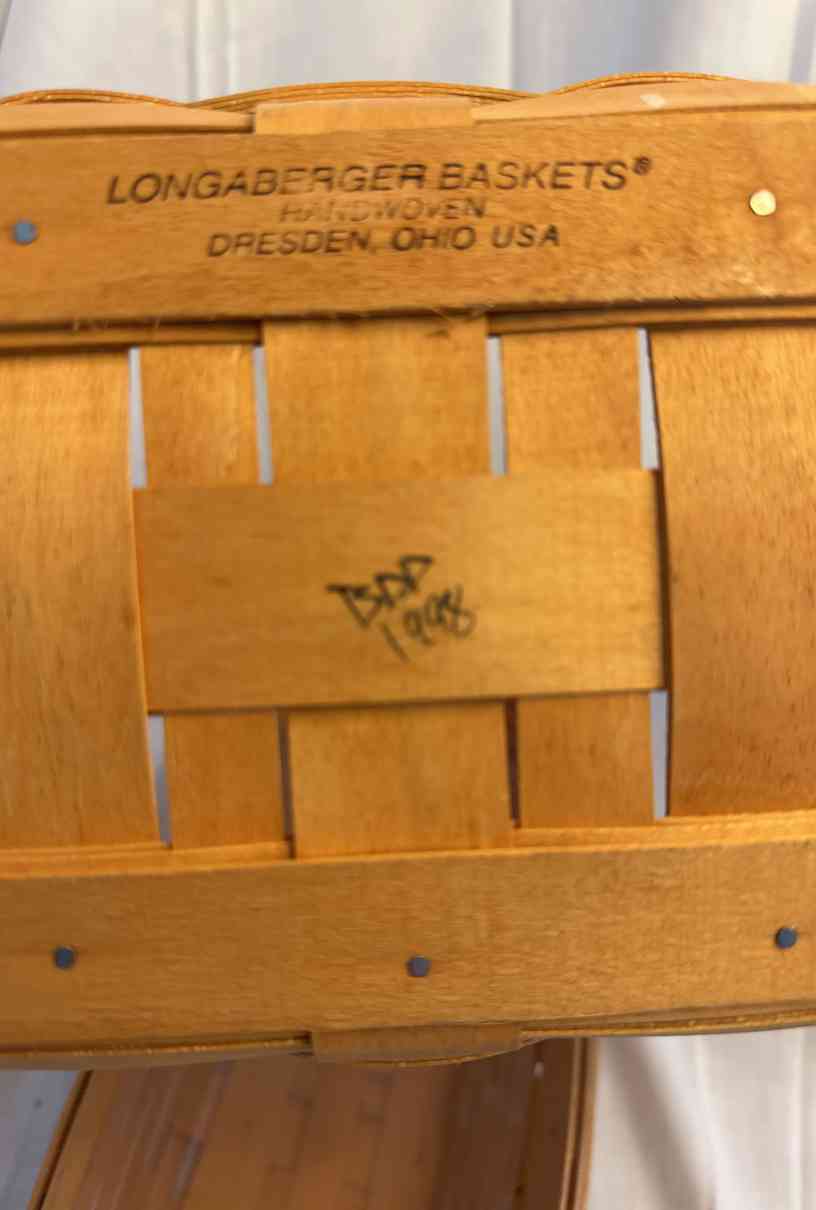 LONGABERGER BASKETS®
HANDWOVEN
DRESDEN, OHIO USA
BDP
1998